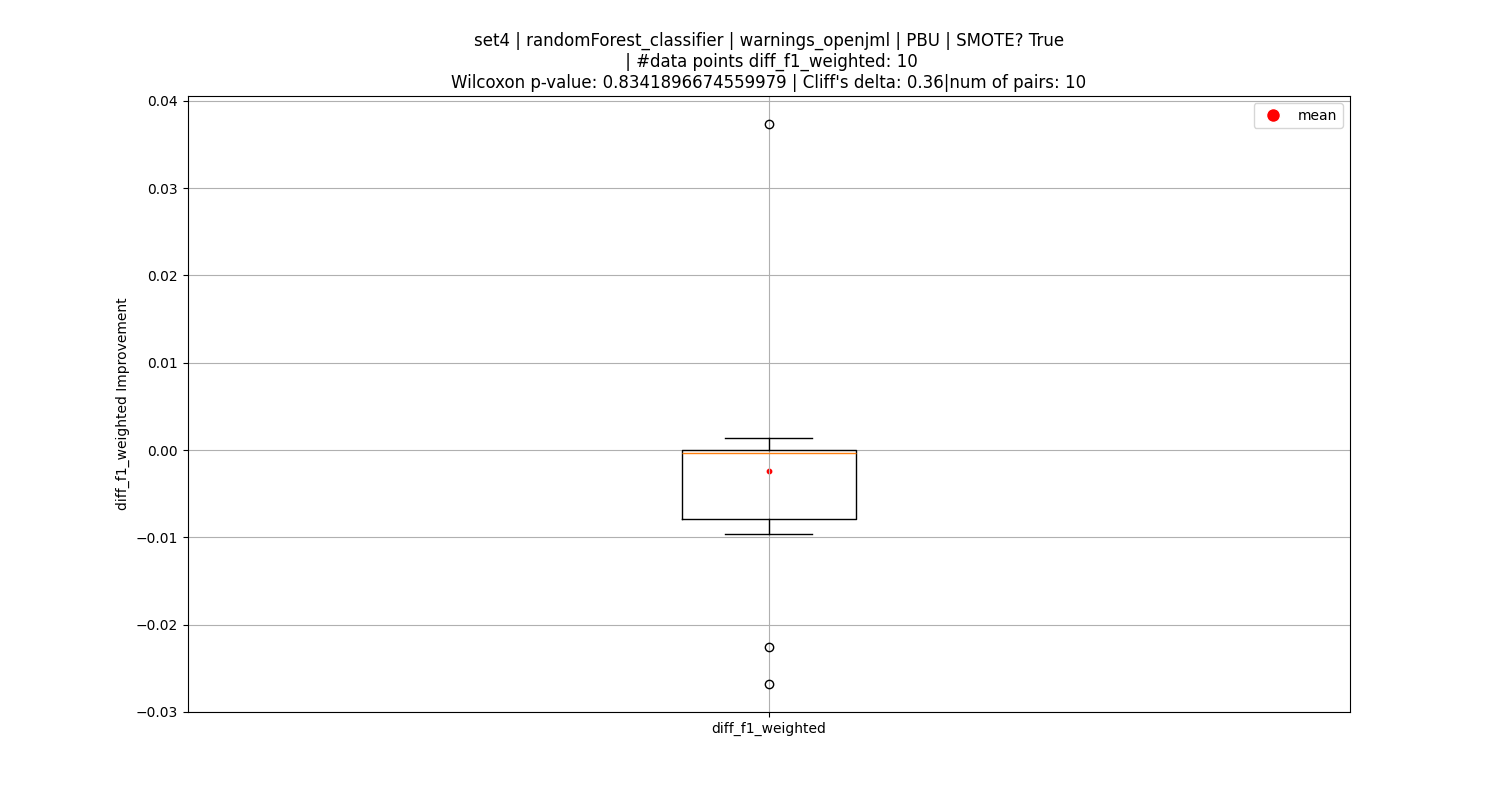 set4 | randomForest_classifier | warnings_openjml | PBU | SMOTE? True
| #data points diff_f1_weighted: 10
Wilcoxon p-value: 0.8341896674559979 | Cliff's delta: 0.36|num of pairs: 10
mean
0.04
0.03
0.02
0.01
0.00
−0.01
−0.02
−0.03
diff_f1_weighted Improvement
diff_f1_weighted